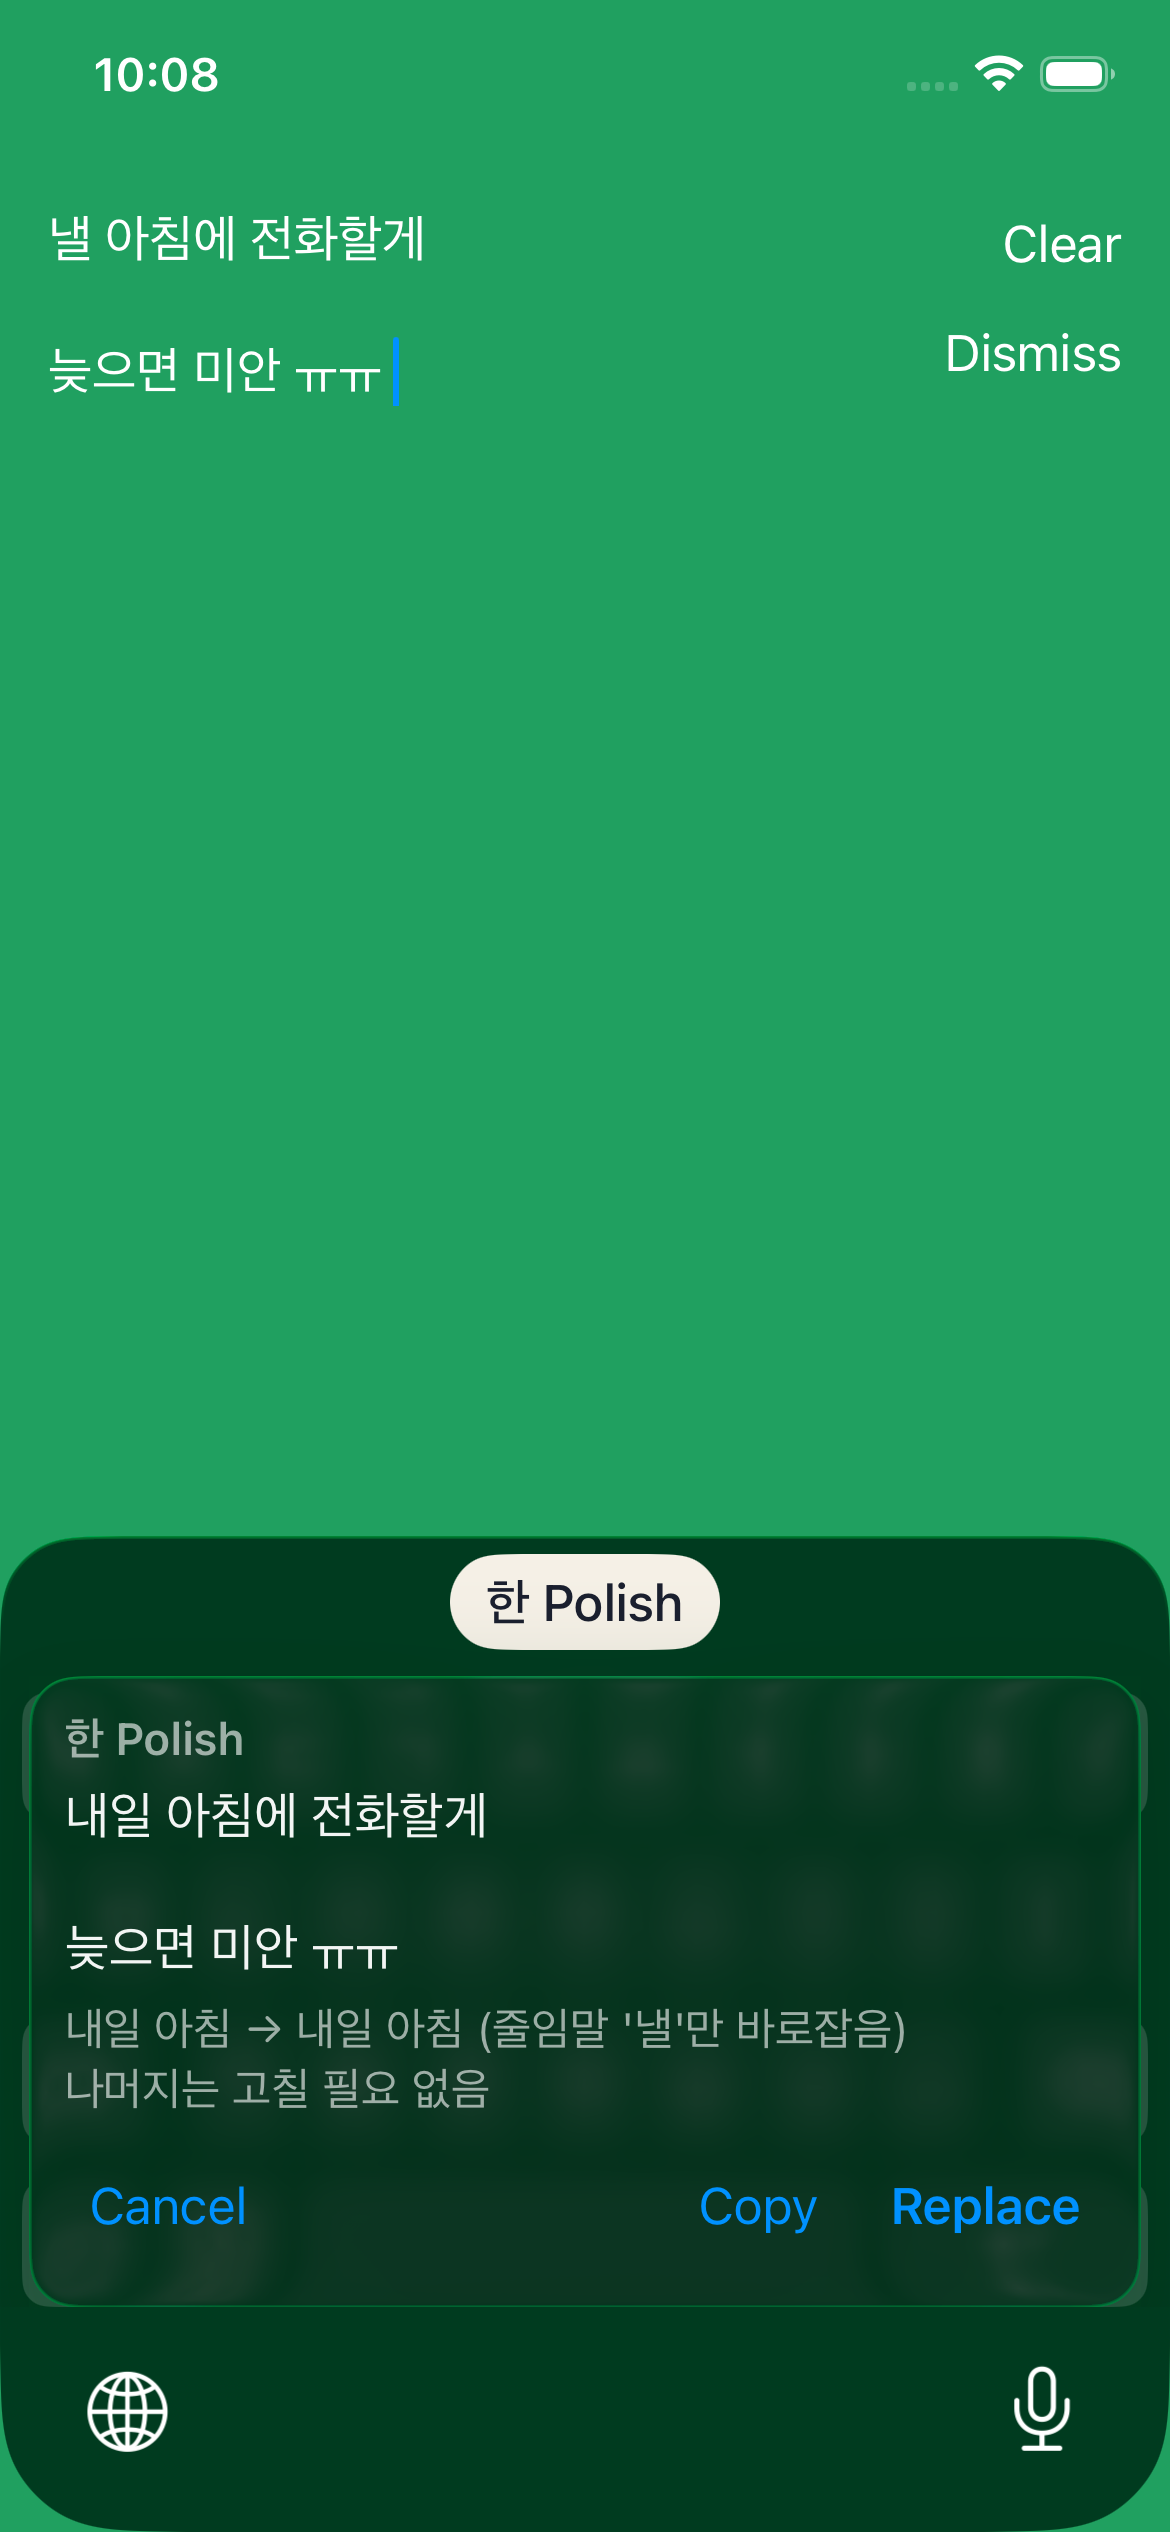 10:08
낼 아침에 전화할게
Clear
늦으면 미안 ㅠㅠ
Dismiss
한 Polish
한 Polish
내일 아침에 전화할게
늦으면 미안 ㅠㅠ
내일 아침 → 내일 아침 (줄임말 '낼'만 바로잡음)
나머지는 고칠 필요 없음
Cancel
Copy
Replace